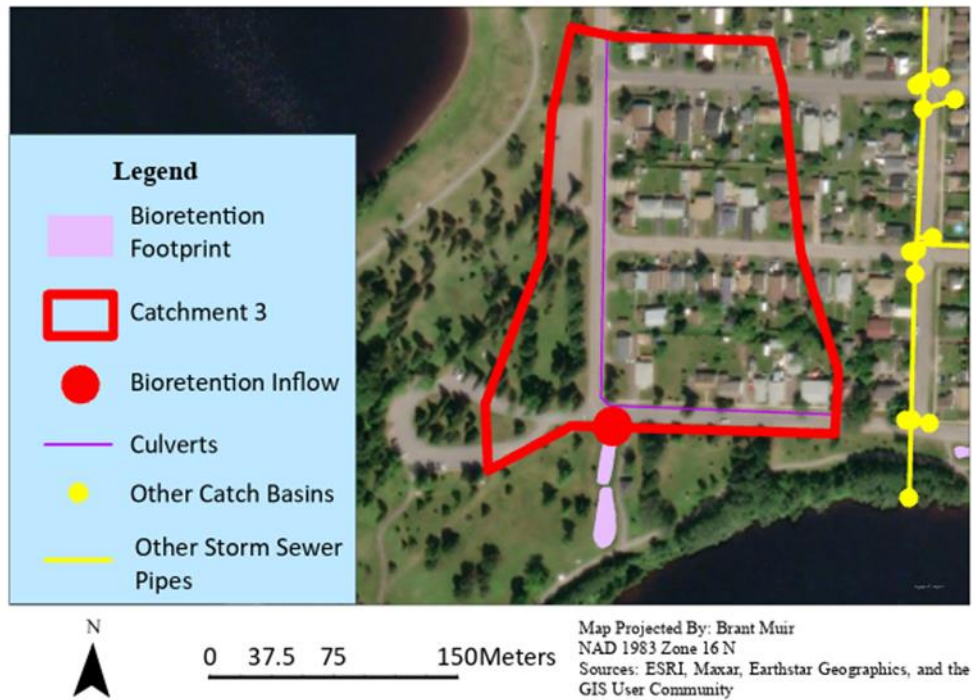 Legend
Bioretention
Footprint
Catchment 3
Bioretention Inflow
Culverts
Other Catch Basins
Other Storm Sewer
Pipes
N
0 37.5 75 150Meters
Map Projected By: Brant Muir
NAD 1983 Zone 16 N
Sources: ESRI, Maxar, Earthstar Geographics, and the
GIS User Community